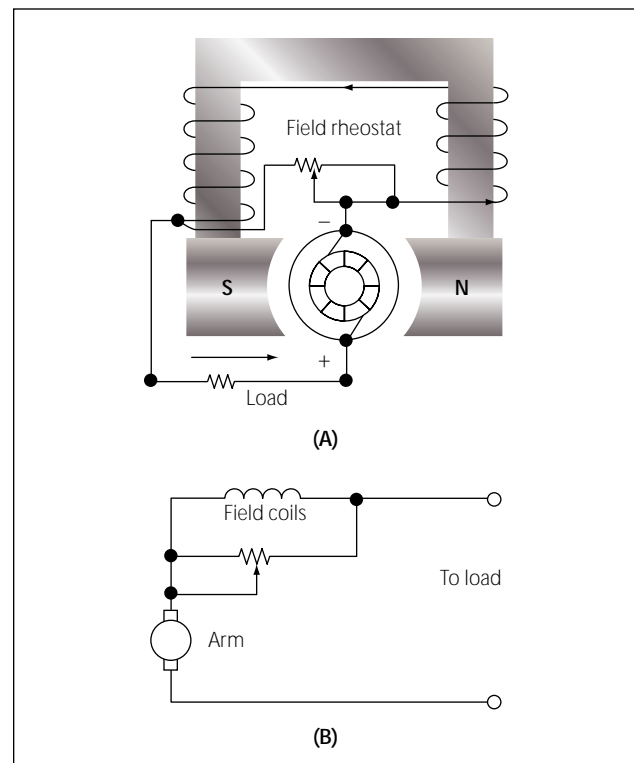 Field rheostat
−
S
N
+
Load
(A)
Field coils
To load
Arm
(B)